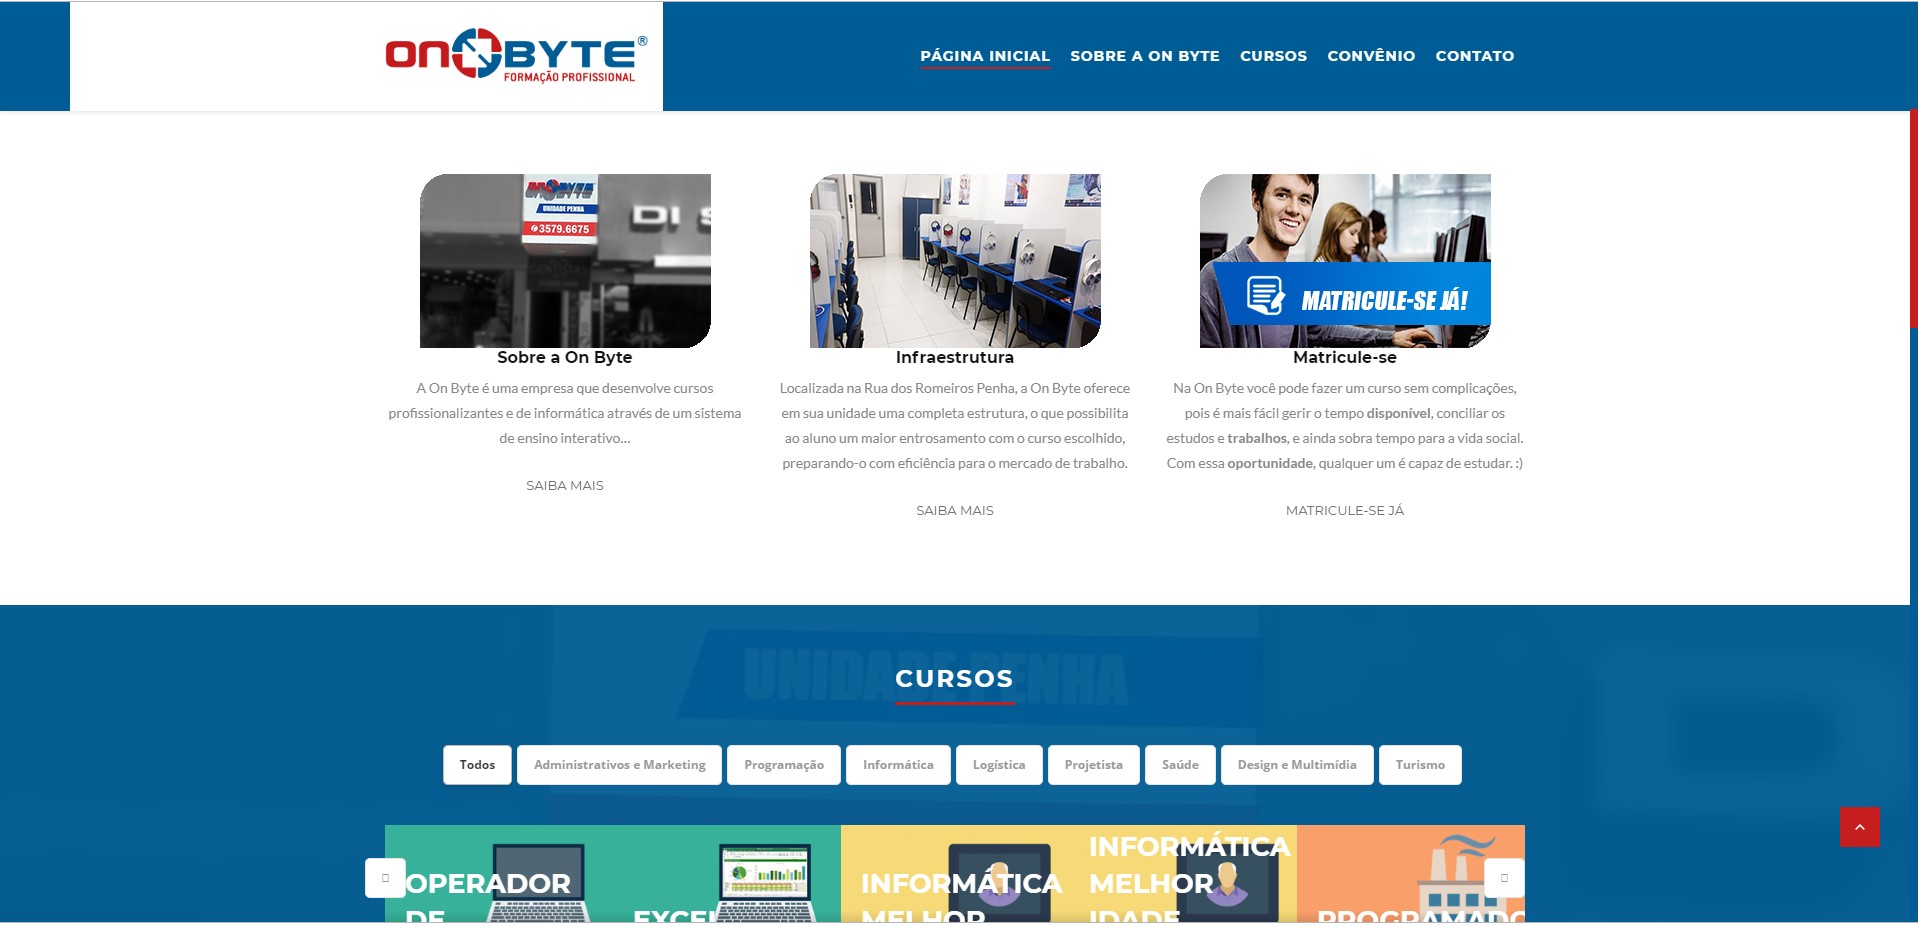 ON BYTE®
FORMAÇÃO PROFISSIONAL
PÁGINA INICIAL
SOBRE A ON BYTE
CURSOS
CONVÊNIO
CONTATO
ON BYTE
UNIDADE PENHA
3579.6675
DI S
MATRICULE-SE JÁ!
Sobre a On Byte
A On Byte é uma empresa que desenvolve cursos
profissionalizantes e de informática através de um sistema
de ensino interativo...
SAIBA MAIS
Infraestrutura
Localizada na Rua dos Romeiros Penha, a On Byte oferece
em sua unidade uma completa estrutura, o que possibilita
ao aluno um maior entrosamento com o curso escolhido,
preparando-o com eficiência para o mercado de trabalho.
SAIBA MAIS
Matricule-se
Na On Byte você pode fazer um curso sem complicações,
pois é mais fácil gerir o tempo disponível, conciliar os
estudos e trabalhos, e ainda sobra tempo para a vida social.
Com essa oportunidade, qualquer um é capaz de estudar. :)
MATRICULE-SE JÁ
UNIDADE PENHA
CURSOS
Todos
Administrativos e Marketing
Programação
Informática
Logística
Projetista
Saúde
Design e Multimídia
Turismo
OPERADOR
DE
EXCEL
INFORMÁTICA
MELHOR
INFORMÁTICA
MELHOR
IDADE
PROGRAMADO